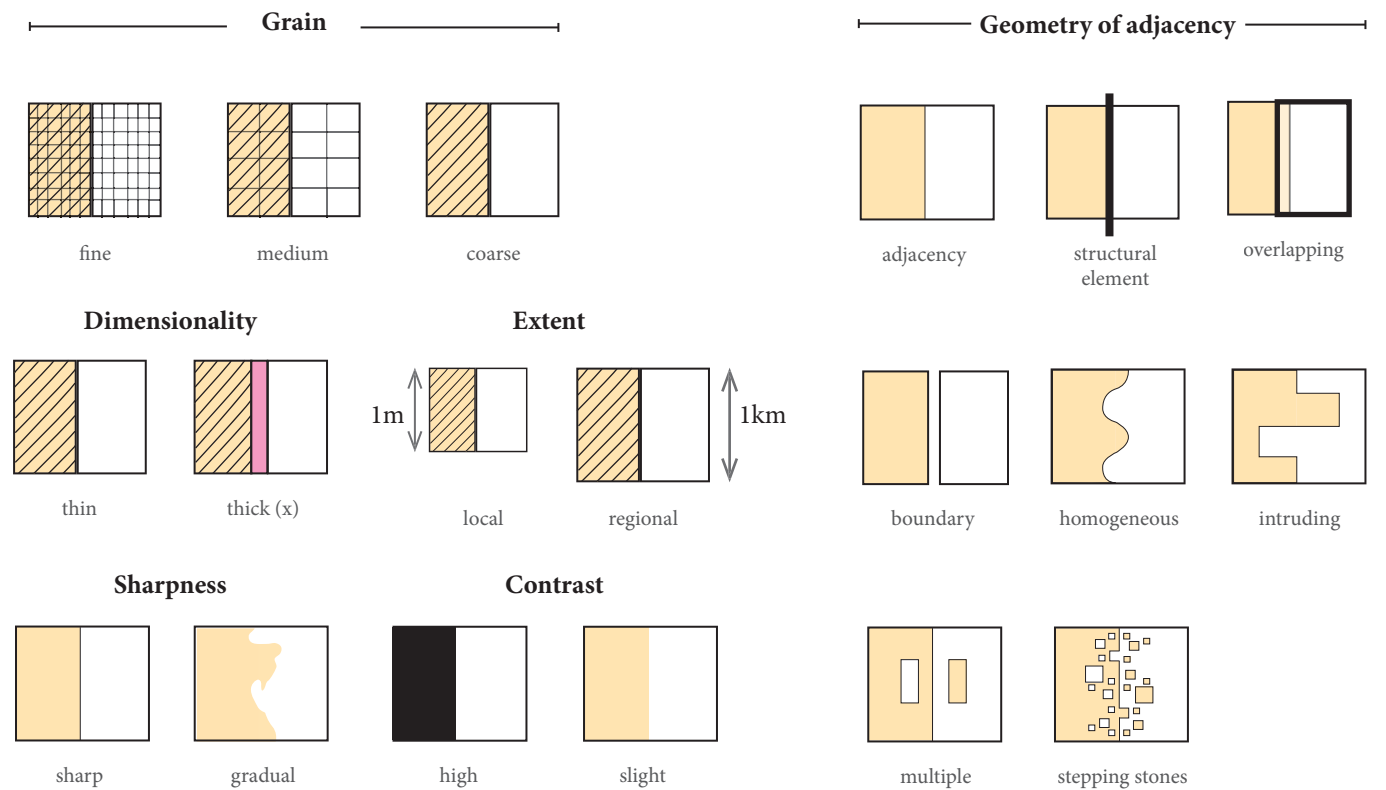 Grain
Geometry of adjacency
fine
medium
coarse
adjacency
structural
element
overlapping
Dimensionality
Extent
1m
1km
thin
thick (x)
local
regional
boundary
homogeneous
intruding
Sharpness
Contrast
sharp
gradual
high
slight
multiple
stepping stones